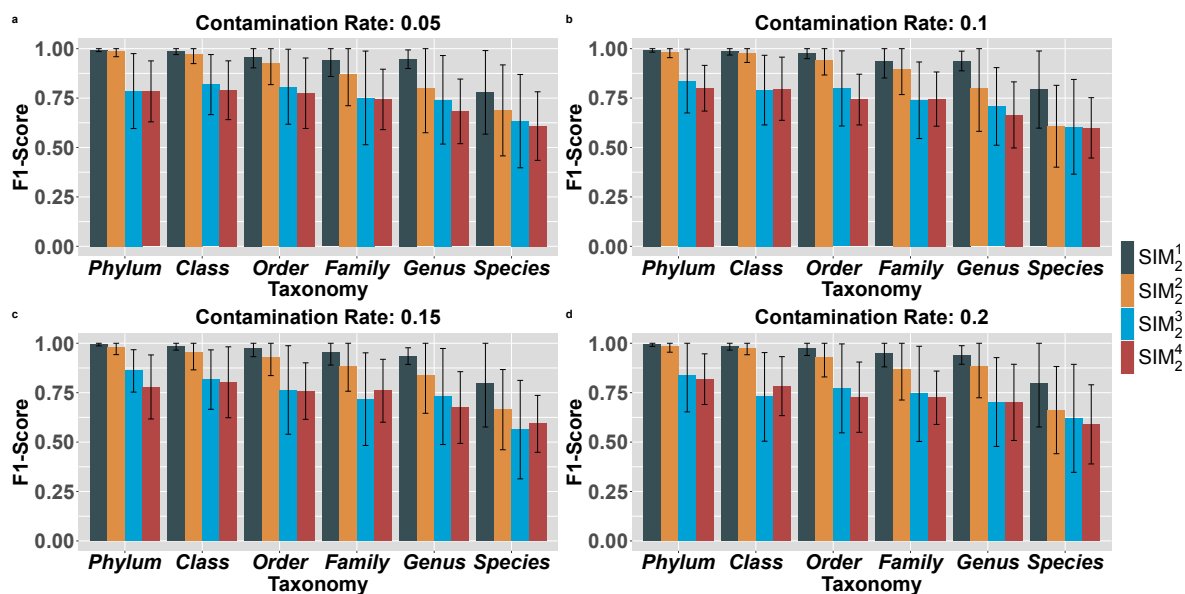 a
Contamination Rate: 0.05
F1-Score
1.00
0.75
0.50
0.25
0.00
Phylum Class Order Family Genus Species
Taxonomy
b
Contamination Rate: 0.1
F1-Score
1.00
0.75
0.50
0.25
0.00
Phylum Class Order Family Genus Species
Taxonomy
c
Contamination Rate: 0.15
F1-Score
1.00
0.75
0.50
0.25
0.00
Phylum Class Order Family Genus Species
Taxonomy
d
Contamination Rate: 0.2
F1-Score
1.00
0.75
0.50
0.25
0.00
Phylum Class Order Family Genus Species
Taxonomy
SIM₂¹
SIM₂²
SIM₂³
SIM₂⁴